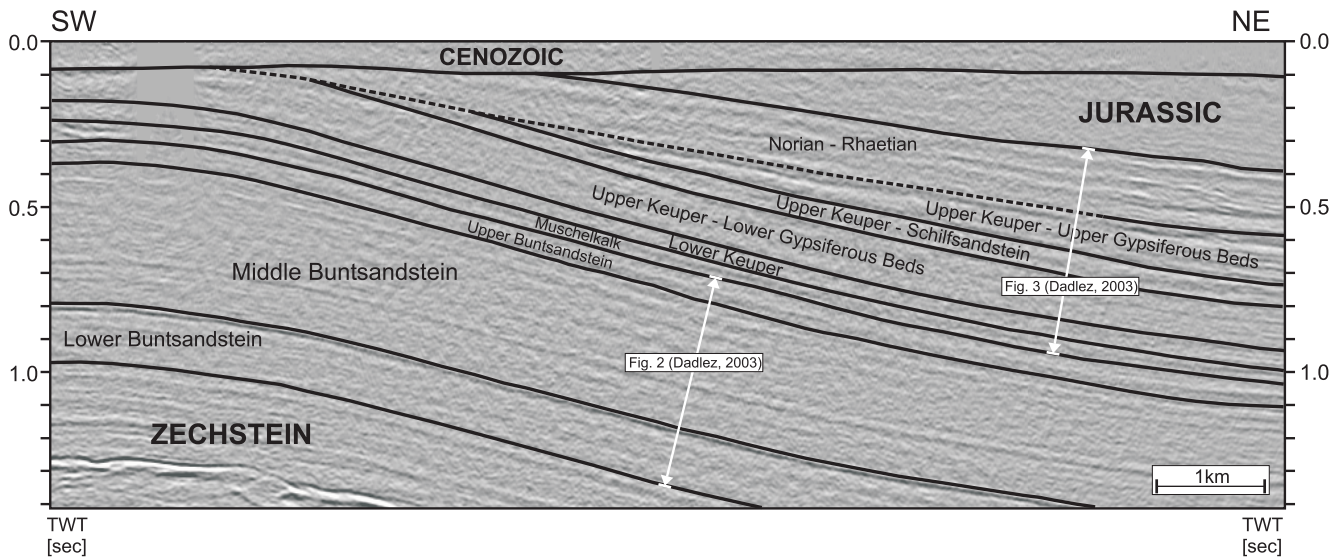 SW
NE
0.0
0.0
CENOZOIC
JURASSIC
Norian - Rhaetian
0.5
0.5
Upper Keuper - Lower Gypsiferous Beds
Upper Keuper - Schilfsandstein
Upper Keuper - Upper Gypsiferous Beds
Muschelkalk
Lower Keuper
Upper Buntsandstein
Middle Buntsandstein
Fig. 3 (Dadlez, 2003)
Lower Buntsandstein
Fig. 2 (Dadlez, 2003)
1.0
1.0
ZECHSTEIN
1km
TWT
[sec]
TWT
[sec]